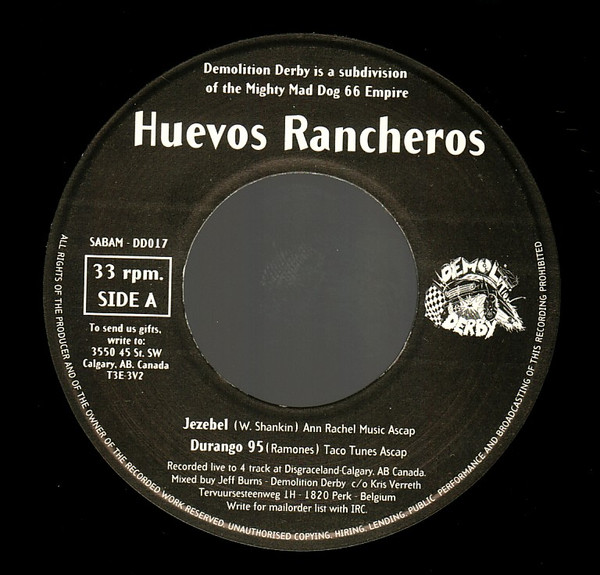 Demolition Derby is a subdivision
of the Mighty Mad Dog 66 Empire
Huevos Rancheros
SABAM - DD017
33 rpm.
SIDE A
To send us gifts,
write to:
3550 45 St. SW
Calgary, AB. Canada
T3E 3V2
DEMOLITION
DERBY
Jezebel (W. Shankin) Ann Rachel Music Ascap
Durango 95 (Ramones) Taco Tunes Ascap
Recorded live to 4 track at Disgraceland-Calgary, AB Canada.
Mixed buy Jeff Burns - Demolition Derby c/o Kris Verreth
Tervuursesteenweg 1H - 1820 Perk - Belgium
Write for mailorder list with IRC.
ALL RIGHTS OF THE PRODUCER AND OF THE OWNER OF THE RECORDED WORK RESERVED. UNAUTHORISED COPYING. HIRING. LENDING. PUBLIC PERFORMANCE AND BROADCASTING OF THIS RECORDING PROHIBITED